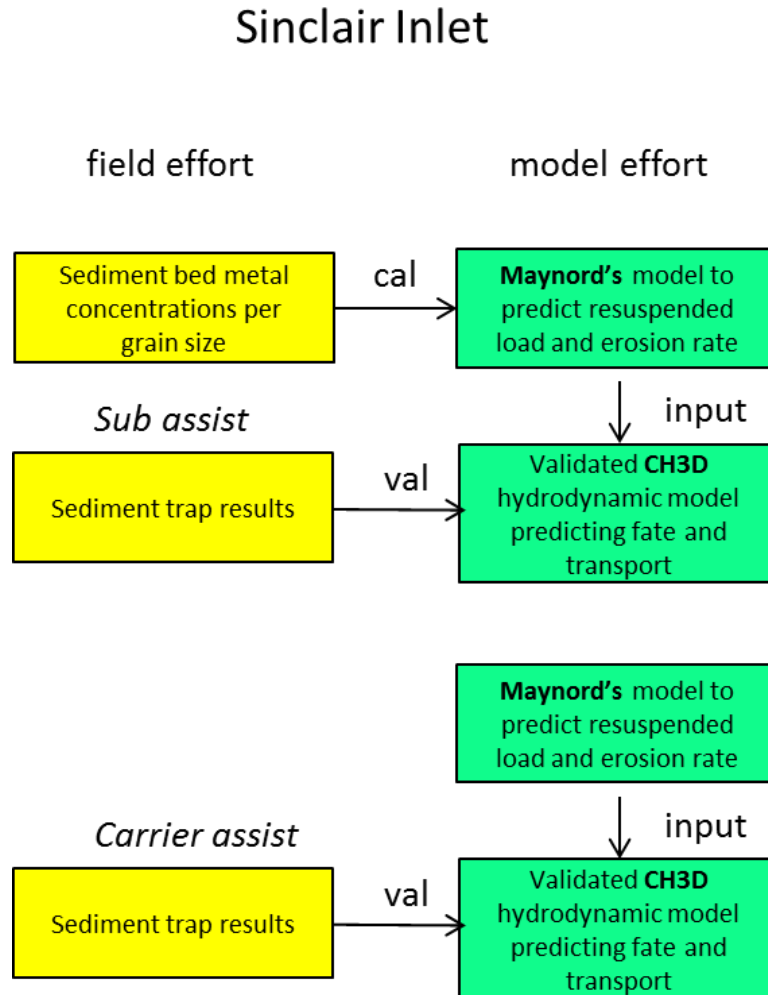 Sinclair Inlet
field effort
model effort
Sediment bed metal
concentrations per
grain size
cal
Maynord's model to
predict resuspended
load and erosion rate
input
Sub assist
Sediment trap results
val
Validated CH3D
hydrodynamic model
predicting fate and
transport
Maynord's model to
predict resuspended
load and erosion rate
input
Carrier assist
Sediment trap results
val
Validated CH3D
hydrodynamic model
predicting fate and
transport